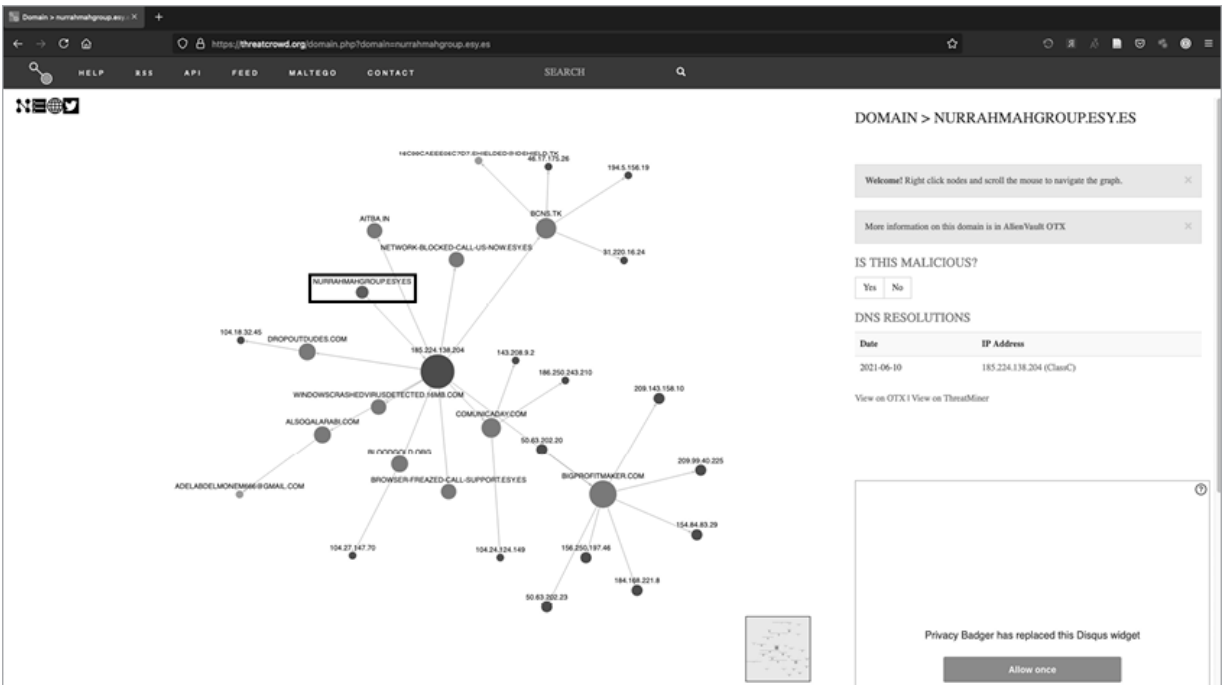 Domain > nurrahmahgroup.esy.
https://threatcrowd.org/domain.php?domain=nurrahmahgroup.esy.es
HELP RSS API FEED MALTEGO CONTACT SEARCH
DOMAIN > NURRAHMAHGROUP.ESY.ES
Welcome! Right click nodes and scroll the mouse to navigate the graph.
More information on this domain is in AlienVault OTX
IS THIS MALICIOUS?
Yes No
DNS RESOLUTIONS
Date IP Address
2021-06-10 185.224.138.204 (ClassC)
View on OTX | View on ThreatMiner
46.17.175.26
194.5.156.19
BCNS.TK
AITBA.IN
NETWORK-BLOCKED-CALL-US-NOW.ESY.ES
31.220.16.24
NURRAHMAHGROUP.ESY.ES
104.18.32.45
DROPOUTDUDES.COM
185.224.138.204
143.208.9.2
186.250.243.210
209.143.158.10
WINDOWSCRASHEDVIRUSDETECTED.16MB.COM
COMUNICADAY.COM
ALSOQALARABI.COM
50.63.202.20
BLOODGOLD.ORG
209.99.40.225
BIGPROFITMAKER.COM
BROWSER-FREAZED-CALL-SUPPORT.ESY.ES
ADELABDELMONEM666@GMAIL.COM
154.84.83.29
104.27.147.70
104.24.124.149
156.250.197.46
184.168.221.8
50.63.202.23
Privacy Badger has replaced this Disqus widget
Allow once